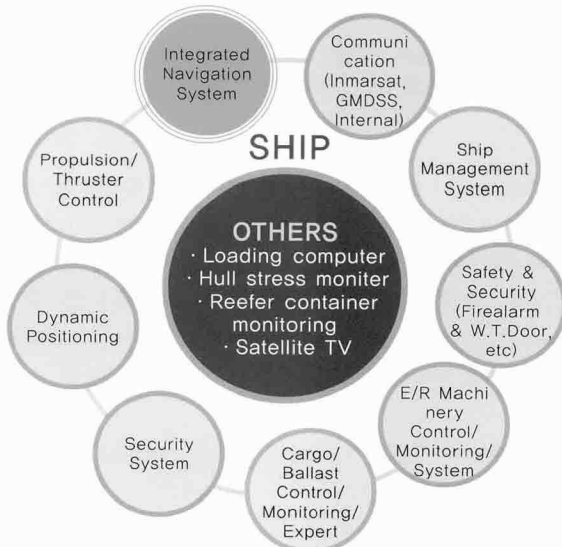 Integrated
Navigation
System
Communi
cation
(Inmarsat,
GMDSS,
Internal)
Ship
Management
System
Safety &
Security
(Firealarm
& W.T.Door,
etc)
E/R Machi
nery
Control/
Monitoring/
System
Cargo/
Ballast
Control/
Monitoring/
Expert
Security
System
Dynamic
Positioning
Propulsion/
Thruster
Control
SHIP
OTHERS
· Loading computer
· Hull stress moniter
· Reefer container
monitoring
· Satellite TV